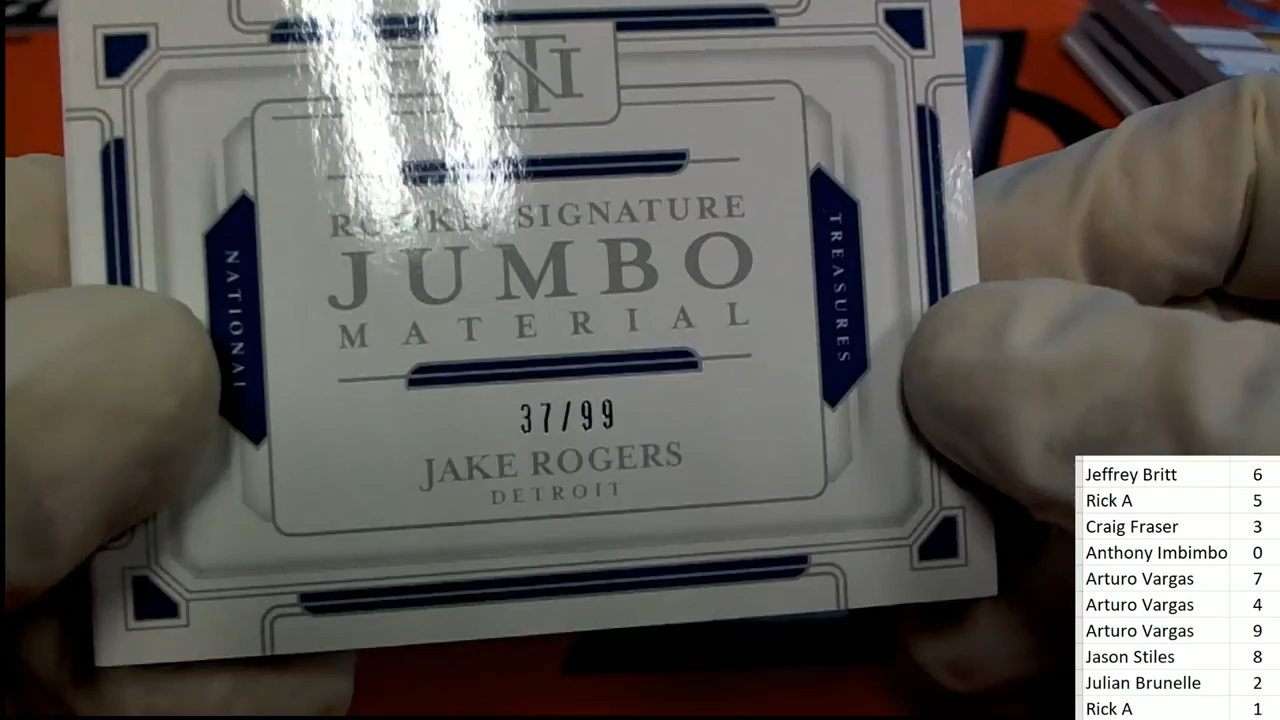 NT
ROOKIE SIGNATURE
JUMBO
MATERIAL
NATIONAL
TREASURES
37/99
JAKE ROGERS
DETROIT
Jeffrey Britt 6
Rick A 5
Craig Fraser 3
Anthony Imbimbo 0
Arturo Vargas 7
Arturo Vargas 4
Arturo Vargas 9
Jason Stiles 8
Julian Brunelle 2
Rick A 1